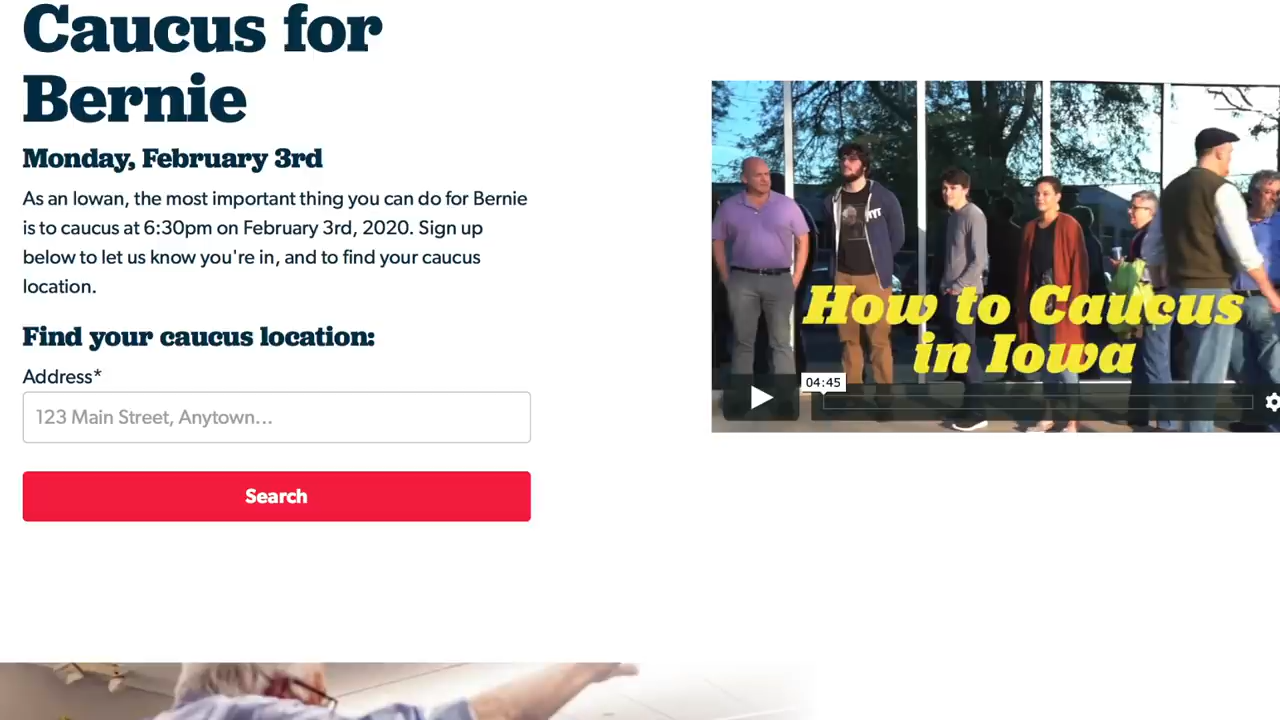 Caucus for
Bernie
Monday, February 3rd
As an Iowan, the most important thing you can do for Bernie
is to caucus at 6:30pm on February 3rd, 2020. Sign up
below to let us know you're in, and to find your caucus
location.
Find your caucus location:
Address*
123 Main Street, Anytown...
Search
How to Caucus
in Iowa
04:45